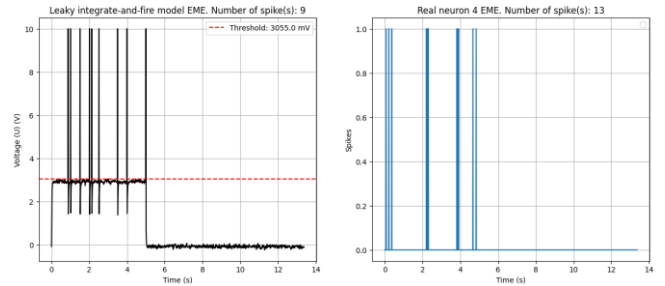 Leaky integrate-and-fire model EME. Number of spike(s): 9
Threshold: 3055.0 mV
Voltage (U) (V)
10
8
6
4
2
0
0 2 4 6 8 10 12 14
Time (s)
Real neuron 4 EME. Number of spike(s): 13
Spikes
1.0
0.8
0.6
0.4
0.2
0.0
0 2 4 6 8 10 12 14
Time (s)